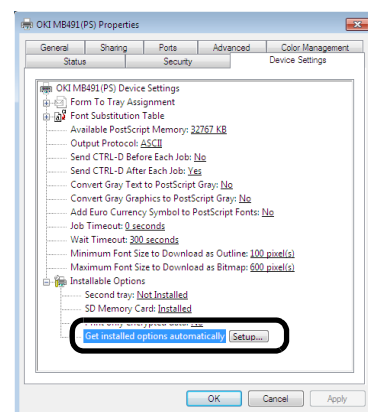 OKI MB491(PS) Properties
General Sharing Ports Advanced Color Management
Status Security Device Settings
OKI MB491(PS) Device Settings
Form To Tray Assignment
Font Substitution Table
Available PostScript Memory: 32767 KB
Output Protocol: ASCII
Send CTRL-D Before Each Job: No
Send CTRL-D After Each Job: Yes
Convert Gray Text to PostScript Gray: No
Convert Gray Graphics to PostScript Gray: No
Add Euro Currency Symbol to PostScript Fonts: No
Job Timeout: 0 seconds
Wait Timeout: 300 seconds
Minimum Font Size to Download as Outline: 100 pixel(s)
Maximum Font Size to Download as Bitmap: 600 pixel(s)
Installable Options
Second tray: Not Installed
SD Memory Card: Installed
Print only encrypted data: No
Get installed options automatically Setup...
OK Cancel Apply